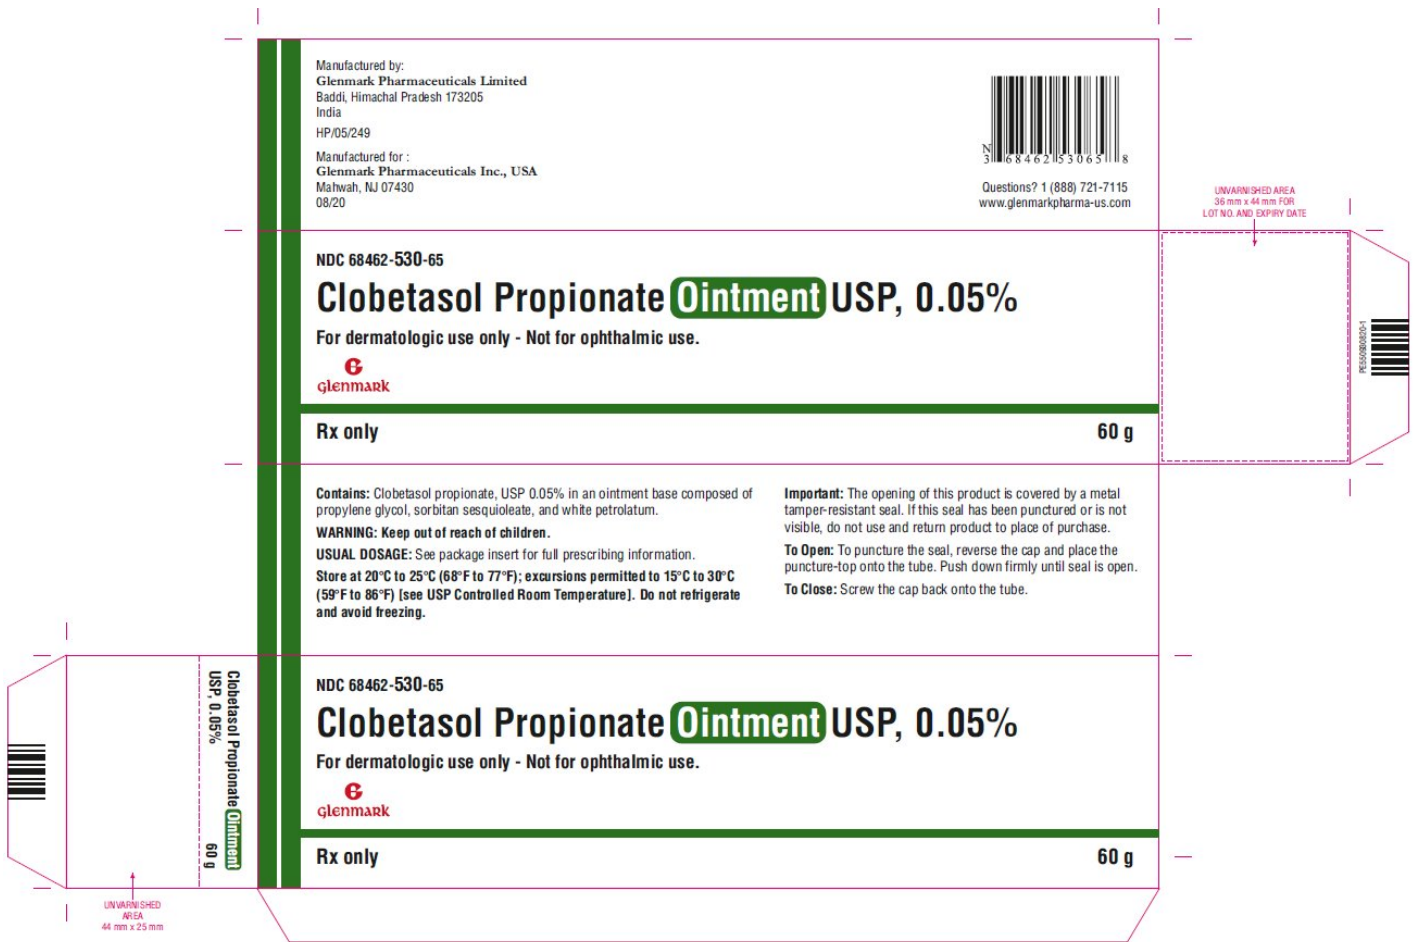 Manufactured by:
Glenmark Pharmaceuticals Limited
Baddi, Himachal Pradesh 173205
India
HP/05/249
Manufactured for :
Glenmark Pharmaceuticals Inc., USA
Mahwah, NJ 07430
08/20
N
3 68462 53065 8
Questions? 1 (888) 721-7115
www.glenmarkpharma-us.com
UNVARNISHED AREA
36 mm x 44 mm FOR
LOT NO. AND EXPIRY DATE
NDC 68462-530-65
Clobetasol Propionate Ointment USP, 0.05%
For dermatologic use only - Not for ophthalmic use.
G
Glenmark
Rx only 60 g
PE550900820-1
Contains: Clobetasol propionate, USP 0.05% in an ointment base composed of
propylene glycol, sorbitan sesquioleate, and white petrolatum.
WARNING: Keep out of reach of children.
USUAL DOSAGE: See package insert for full prescribing information.
Store at 20°C to 25°C (68°F to 77°F); excursions permitted to 15°C to 30°C
(59°F to 86°F) [see USP Controlled Room Temperature]. Do not refrigerate
and avoid freezing.
Important: The opening of this product is covered by a metal
tamper-resistant seal. If this seal has been punctured or is not
visible, do not use and return product to place of purchase.
To Open: To puncture the seal, reverse the cap and place the
puncture-top onto the tube. Push down firmly until seal is open.
To Close: Screw the cap back onto the tube.
Clobetasol Propionate Ointment
USP, 0.05% 60 g
UNVARNISHED
AREA
44 mm x 25 mm
NDC 68462-530-65
Clobetasol Propionate Ointment USP, 0.05%
For dermatologic use only - Not for ophthalmic use.
G
Glenmark
Rx only 60 g